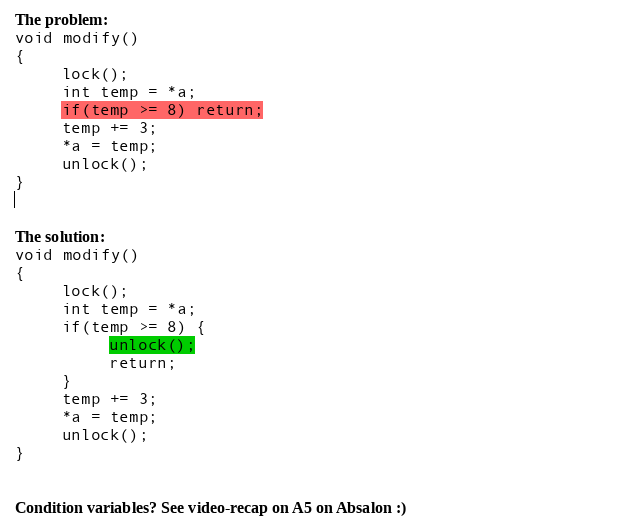 The problem:
void modify()
{
     lock();
     int temp = *a;
     if(temp >= 8) return;
     temp += 3;
     *a = temp;
     unlock();
}
The solution:
void modify()
{
     lock();
     int temp = *a;
     if(temp >= 8) {
          unlock();
          return;
     }
     temp += 3;
     *a = temp;
     unlock();
}
Condition variables? See video-recap on A5 on Absalon :)